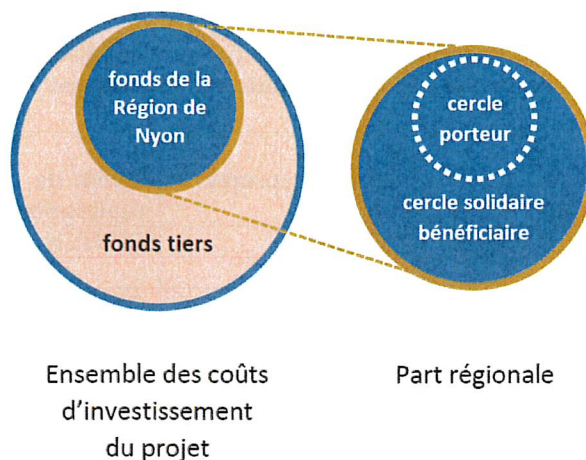 fonds de la
Région de
Nyon
fonds tiers
cercle
porteur
cercle solidaire
bénéficiaire
Ensemble des coûts
d'investissement
du projet
Part régionale